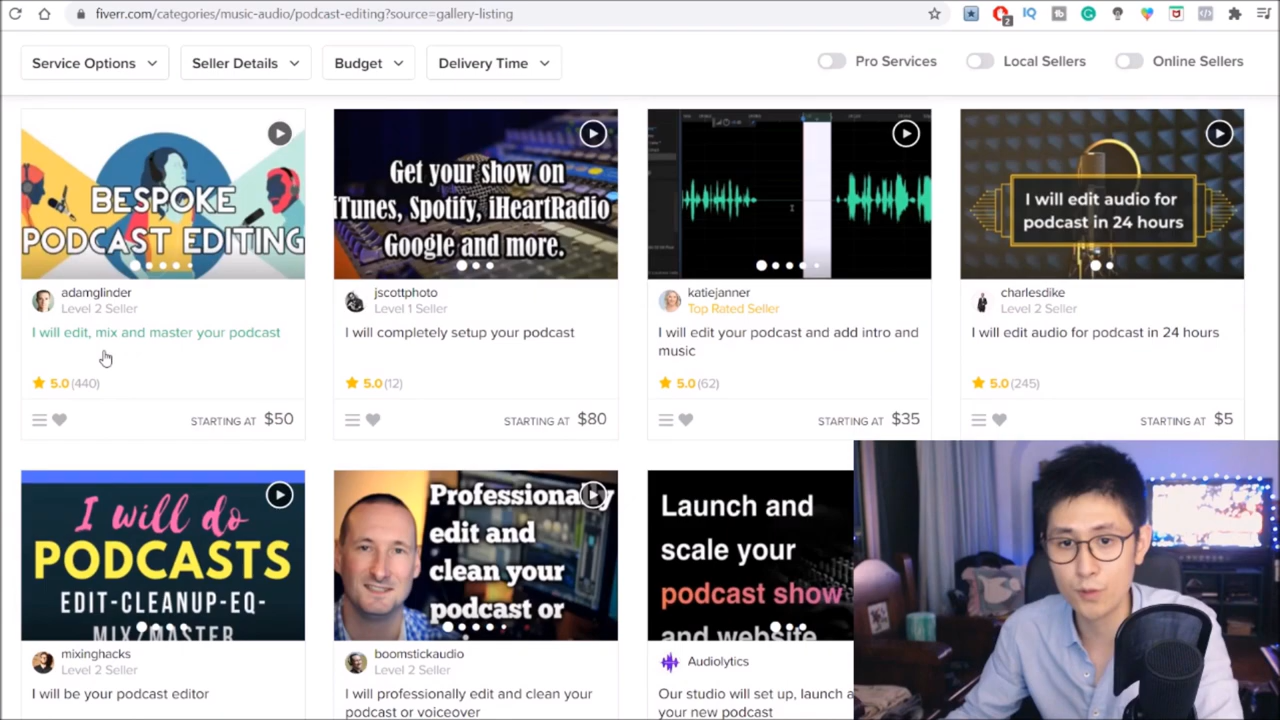 fiverr.com/categories/music-audio/podcast-editing?source=gallery-listing
2
Service Options
Seller Details
Budget
Delivery Time
Pro Services
Local Sellers
Online Sellers
BESPOKE
PODCAST EDITING
adamglinder
Level 2 Seller
I will edit, mix and master your podcast
5.0 (440)
STARTING AT $50
Get your show on
iTunes, Spotify, iHeartRadio
Google and more.
jscottphoto
Level 1 Seller
I will completely setup your podcast
5.0 (12)
STARTING AT $80
katiejanner
Top Rated Seller
I will edit your podcast and add intro and
music
5.0 (62)
STARTING AT $35
I will edit audio for
podcast in 24 hours
charlesdike
Level 2 Seller
I will edit audio for podcast in 24 hours
5.0 (245)
STARTING AT $5
I will do
PODCASTS
EDIT-CLEANUP-EQ-
MIX/MASTER
mixinghacks
Level 2 Seller
I will be your podcast editor
Professionally
edit and
clean your
podcast or
boomstickaudio
Level 2 Seller
I will professionally edit and clean your
podcast or voiceover
Launch and
scale your
podcast show
and website
Audiolytics
Our studio will set up, launch a
your new podcast